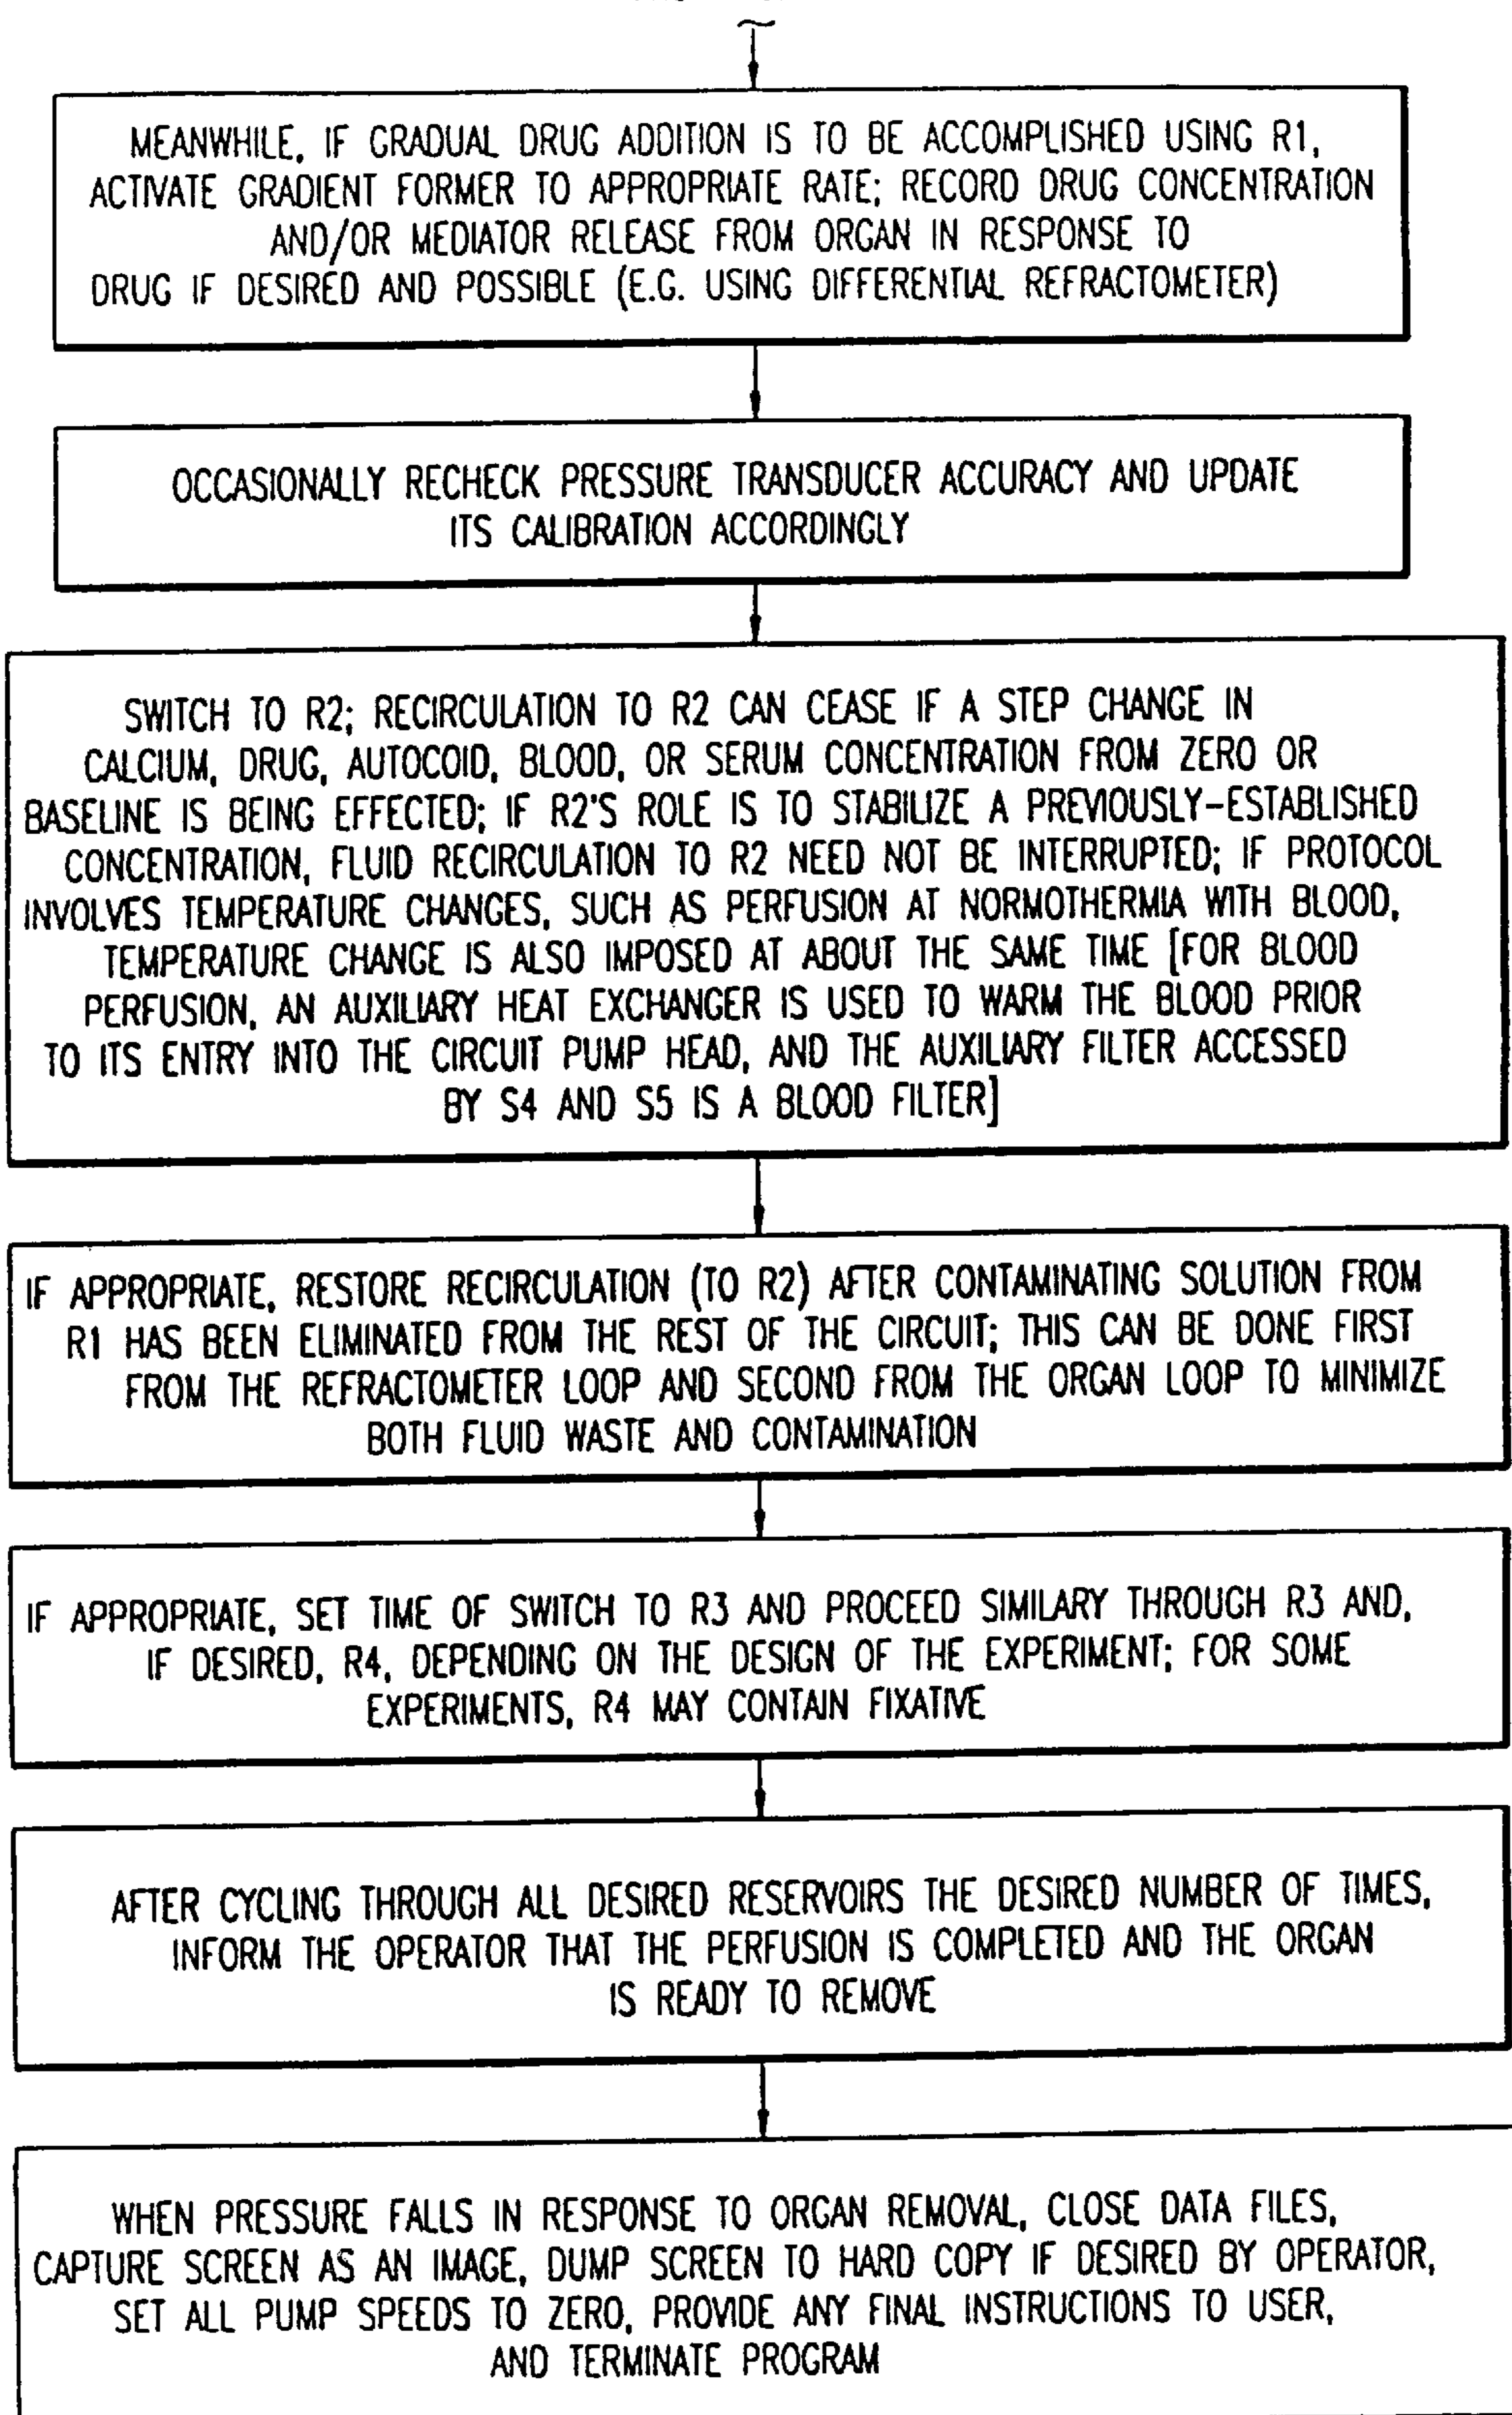 MEANWHILE, IF GRADUAL DRUG ADDITION IS TO BE ACCOMPLISHED USING R1,
ACTIVATE GRADIENT FORMER TO APPROPRIATE RATE; RECORD DRUG CONCENTRATION
AND/OR MEDIATOR RELEASE FROM ORGAN IN RESPONSE TO
DRUG IF DESIRED AND POSSIBLE (E.G. USING DIFFERENTIAL REFRACTOMETER)
OCCASIONALLY RECHECK PRESSURE TRANSDUCER ACCURACY AND UPDATE
ITS CALIBRATION ACCORDINGLY
SWITCH TO R2; RECIRCULATION TO R2 CAN CEASE IF A STEP CHANGE IN
CALCIUM, DRUG, AUTOCOID, BLOOD, OR SERUM CONCENTRATION FROM ZERO OR
BASELINE IS BEING EFFECTED; IF R2'S ROLE IS TO STABILIZE A PREVIOUSLY-ESTABLISHED
CONCENTRATION, FLUID RECIRCULATION TO R2 NEED NOT BE INTERRUPTED; IF PROTOCOL
INVOLVES TEMPERATURE CHANGES, SUCH AS PERFUSION AT NORMOTHERMIA WITH BLOOD,
TEMPERATURE CHANGE IS ALSO IMPOSED AT ABOUT THE SAME TIME [FOR BLOOD
PERFUSION, AN AUXILIARY HEAT EXCHANGER IS USED TO WARM THE BLOOD PRIOR
TO ITS ENTRY INTO THE CIRCUIT PUMP HEAD, AND THE AUXILIARY FILTER ACCESSED
BY S4 AND S5 IS A BLOOD FILTER]
IF APPROPRIATE, RESTORE RECIRCULATION (TO R2) AFTER CONTAMINATING SOLUTION FROM
R1 HAS BEEN ELIMINATED FROM THE REST OF THE CIRCUIT; THIS CAN BE DONE FIRST
FROM THE REFRACTOMETER LOOP AND SECOND FROM THE ORGAN LOOP TO MINIMIZE
BOTH FLUID WASTE AND CONTAMINATION
IF APPROPRIATE, SET TIME OF SWITCH TO R3 AND PROCEED SIMILARY THROUGH R3 AND,
IF DESIRED, R4, DEPENDING ON THE DESIGN OF THE EXPERIMENT; FOR SOME
EXPERIMENTS, R4 MAY CONTAIN FIXATIVE
AFTER CYCLING THROUGH ALL DESIRED RESERVOIRS THE DESIRED NUMBER OF TIMES,
INFORM THE OPERATOR THAT THE PERFUSION IS COMPLETED AND THE ORGAN
IS READY TO REMOVE
WHEN PRESSURE FALLS IN RESPONSE TO ORGAN REMOVAL, CLOSE DATA FILES,
CAPTURE SCREEN AS AN IMAGE, DUMP SCREEN TO HARD COPY IF DESIRED BY OPERATOR,
SET ALL PUMP SPEEDS TO ZERO, PROVIDE ANY FINAL INSTRUCTIONS TO USER,
AND TERMINATE PROGRAM